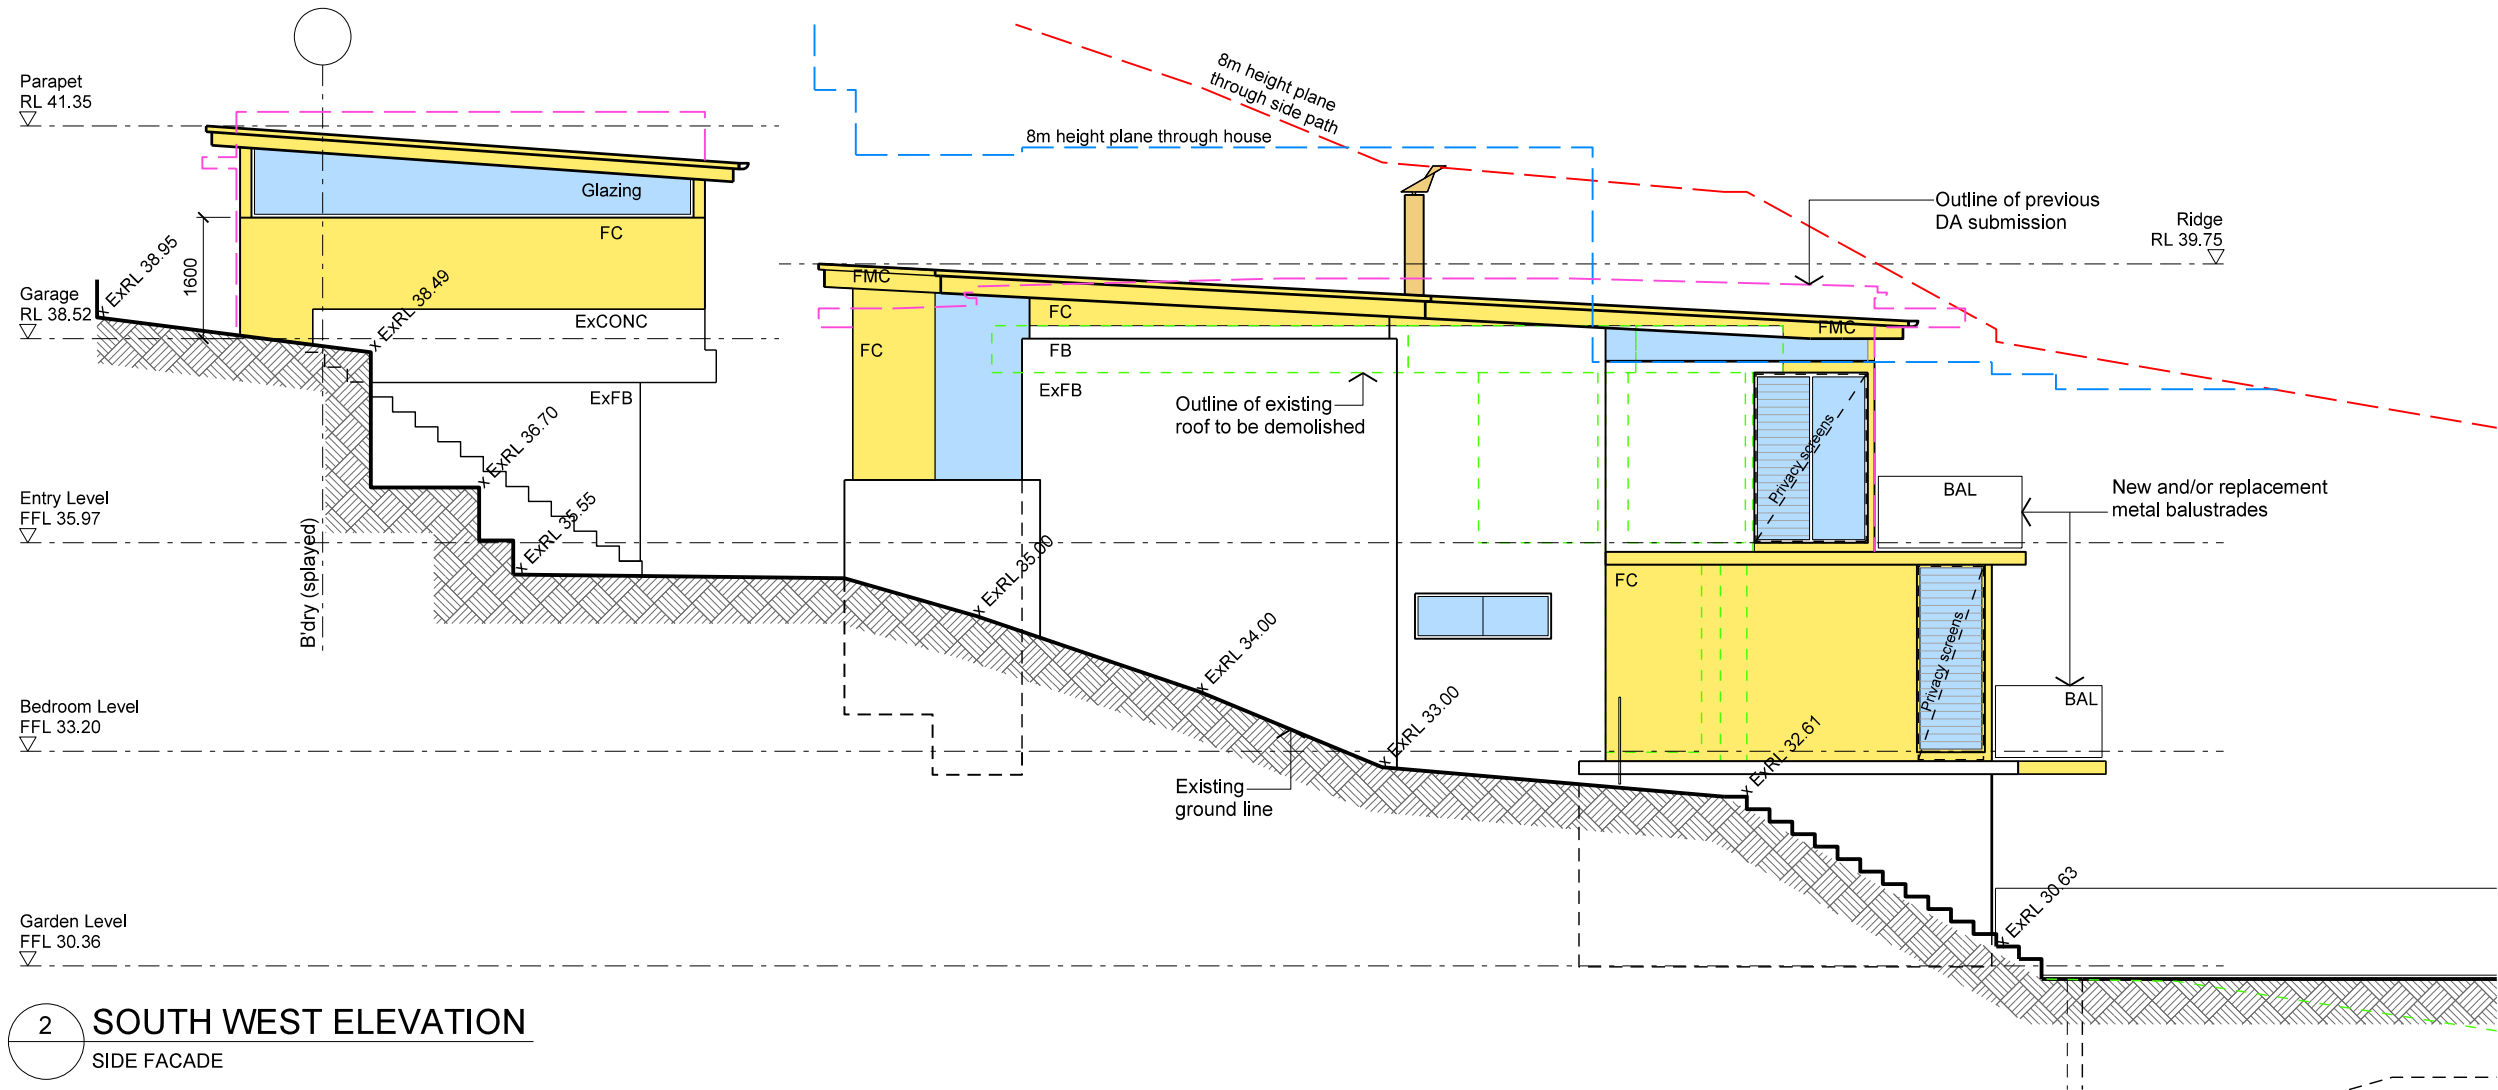 Parapet
RL 41.35
8m height plane
through side path
8m height plane through house
Glazing
FC
1600
ExRL 38.95
x
Outline of previous
DA submission
Ridge
RL 39.75
Garage
RL 38.52
x ExRL 38.49
ExCONC
FMC
FC
FMC
FC
FB
ExFB
ExFB
Outline of existing
roof to be demolished
x ExRL 36.70
Privacy screens
BAL
New and/or replacement
metal balustrades
Entry Level
FFL 35.97
x ExRL 35.55
B'dry (splayed)
x ExRL 35.00
FC
x ExRL 34.00
Privacy screens
BAL
Bedroom Level
FFL 33.20
x ExRL 33.00
x ExRL 32.61
Existing
ground line
x ExRL 30.63
Garden Level
FFL 30.36
2
SOUTH WEST ELEVATION
SIDE FACADE